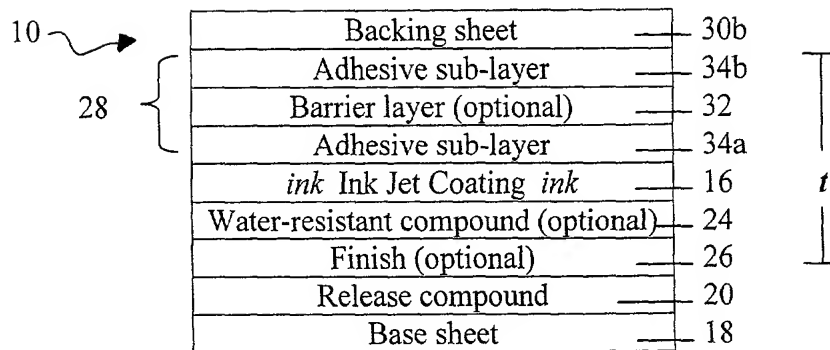 10
Backing sheet 30b
Adhesive sub-layer 34b
28
Barrier layer (optional) 32
Adhesive sub-layer 34a
ink Ink Jet Coating ink 16
t
Water-resistant compound (optional) 24
Finish (optional) 26
Release compound 20
Base sheet 18